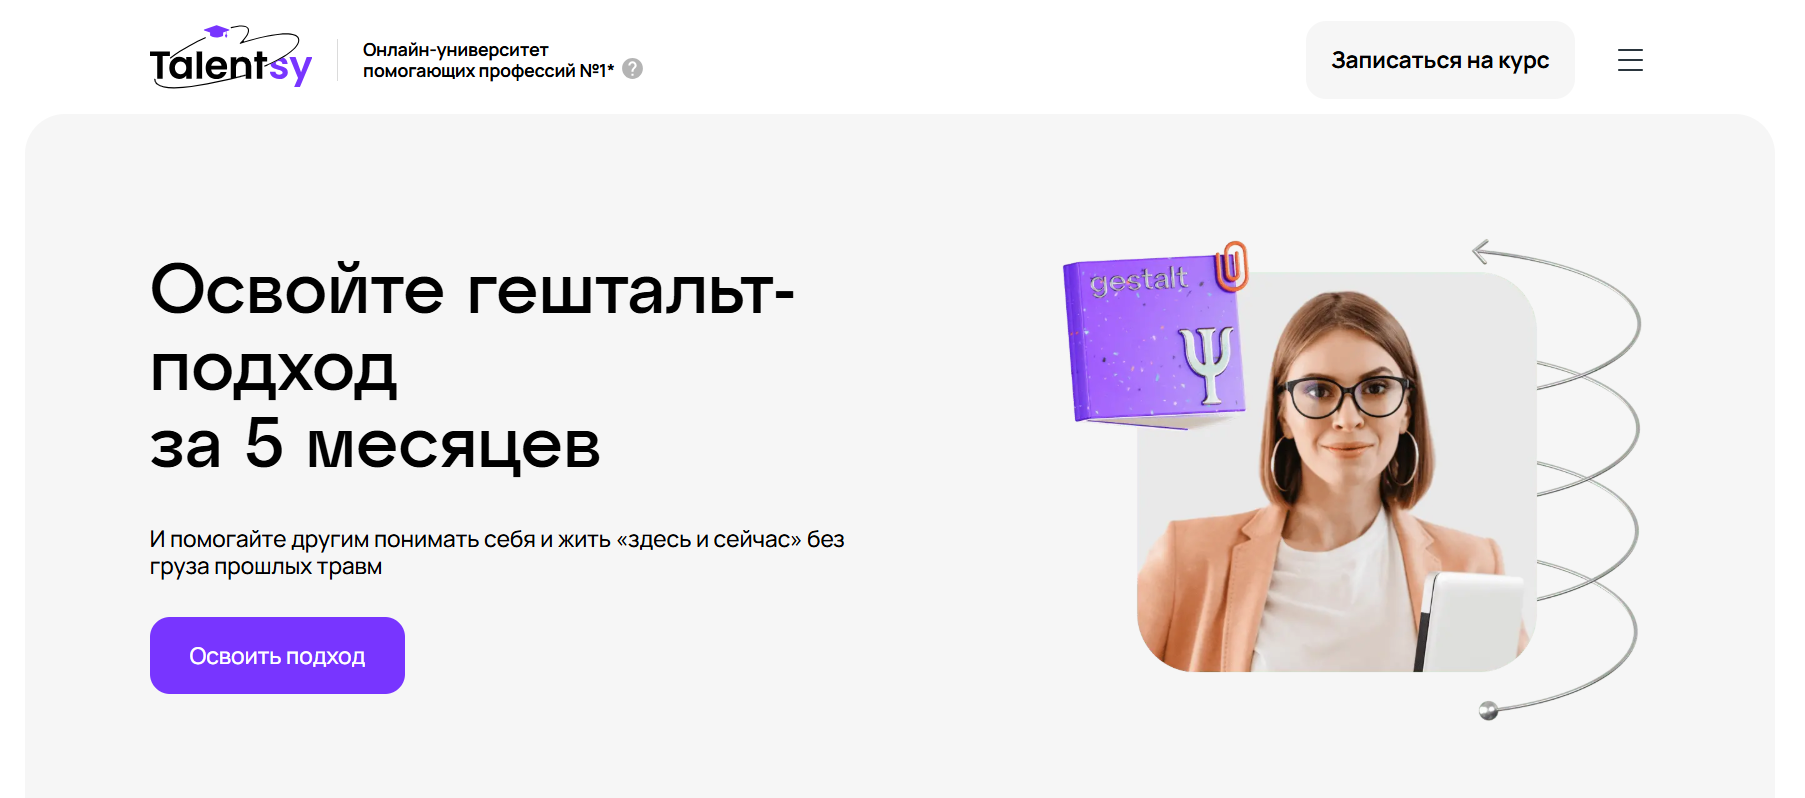 Talentsy
Онлайн-университет
помогающих профессий №1*
?
Записаться на курс
Освойте гештальт-
подход
за 5 месяцев
И помогайте другим понимать себя и жить «здесь и сейчас» без
груза прошлых травм
Освоить подход
gestalt
Ψ